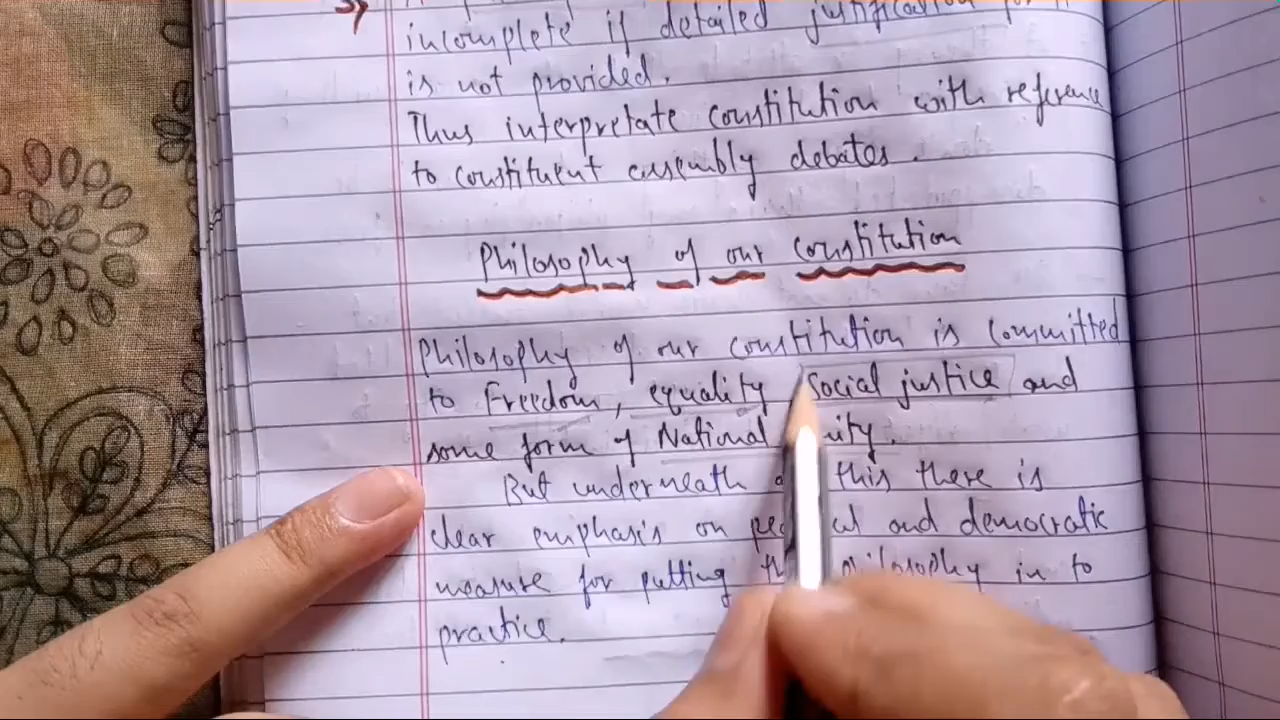 3)
incomplete if detailed justification for it
is not provided.
Thus interpretate constitution with reference
to constituent assembly debates.
Philosophy of our constitution
Philosophy of our constitution is committed
to Freedom, equality social justice and
some form of National
But underneath this there is
clear emphasis on and democratic
measure for putting in to
practice.